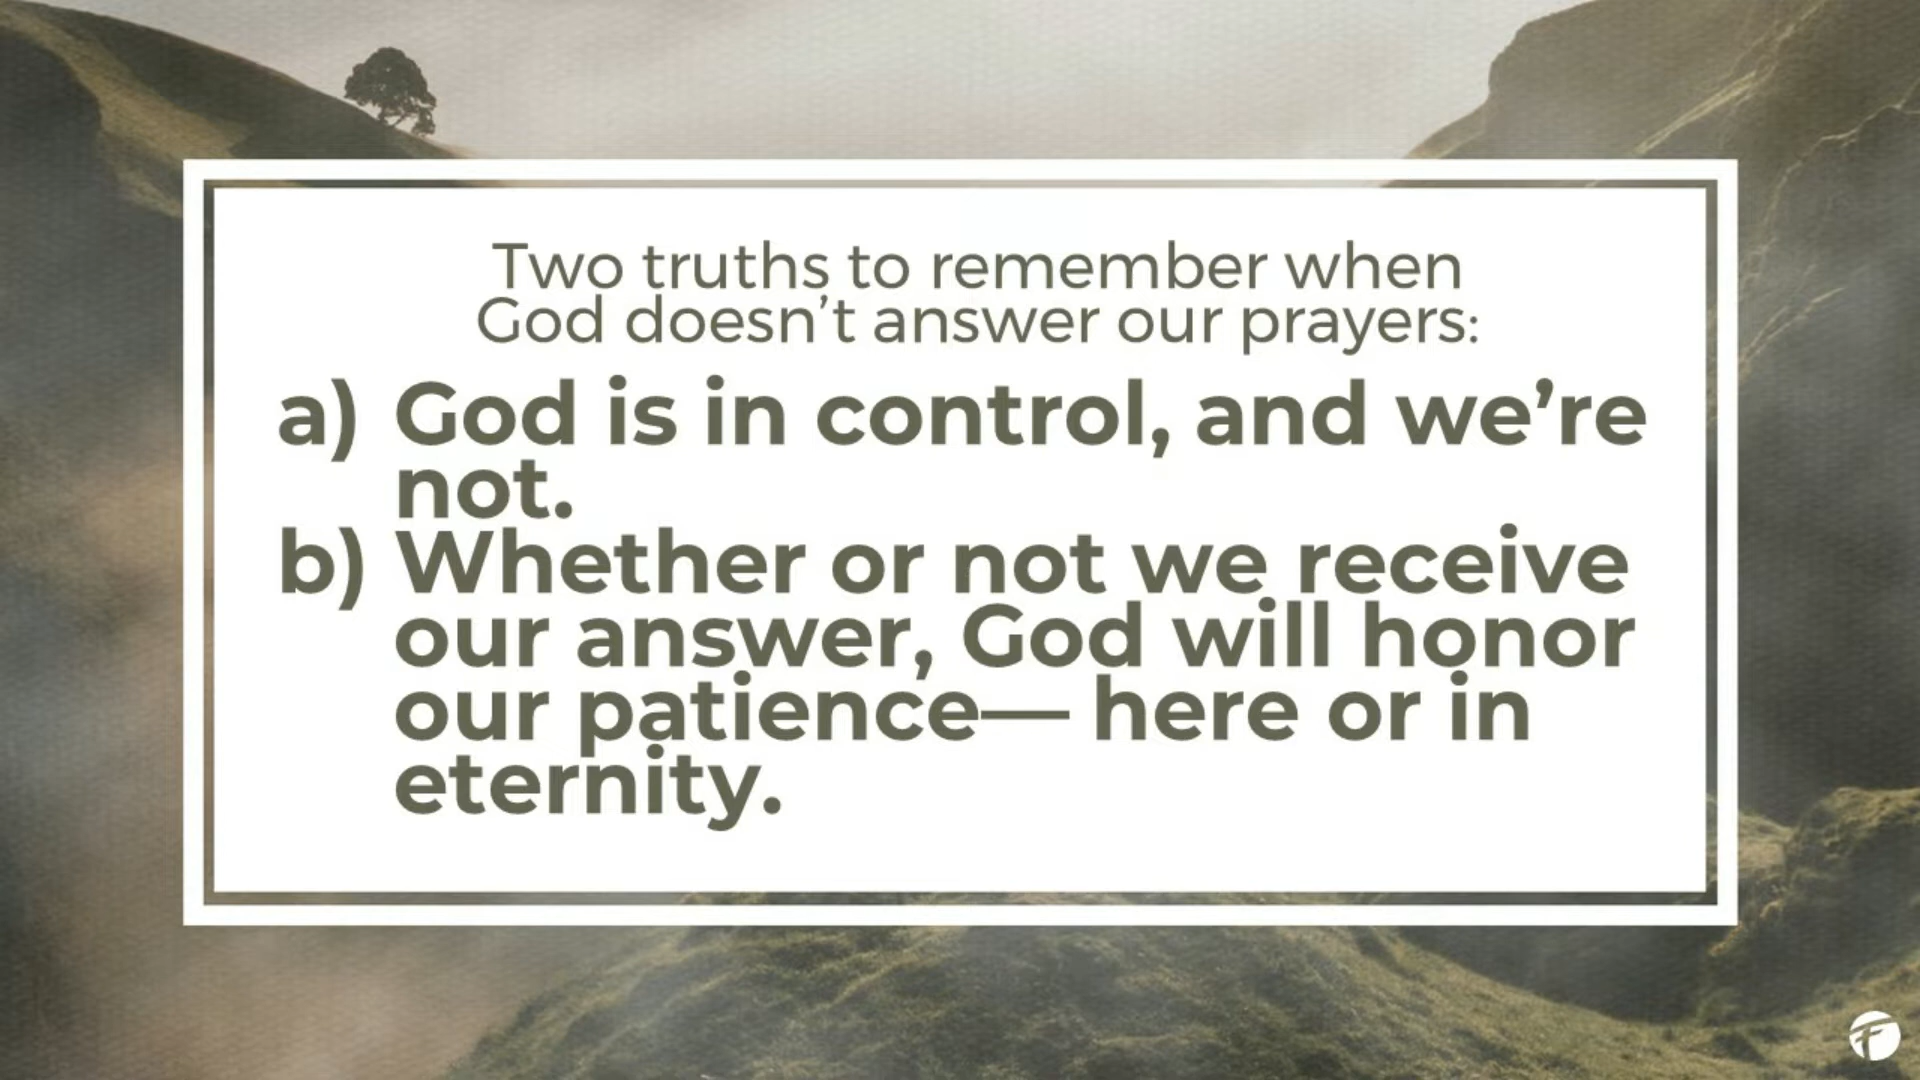 Two truths to remember when
God doesn’t answer our prayers:
a) God is in control, and we’re
not.
b) Whether or not we receive
our answer, God will honor
our patience— here or in
eternity.